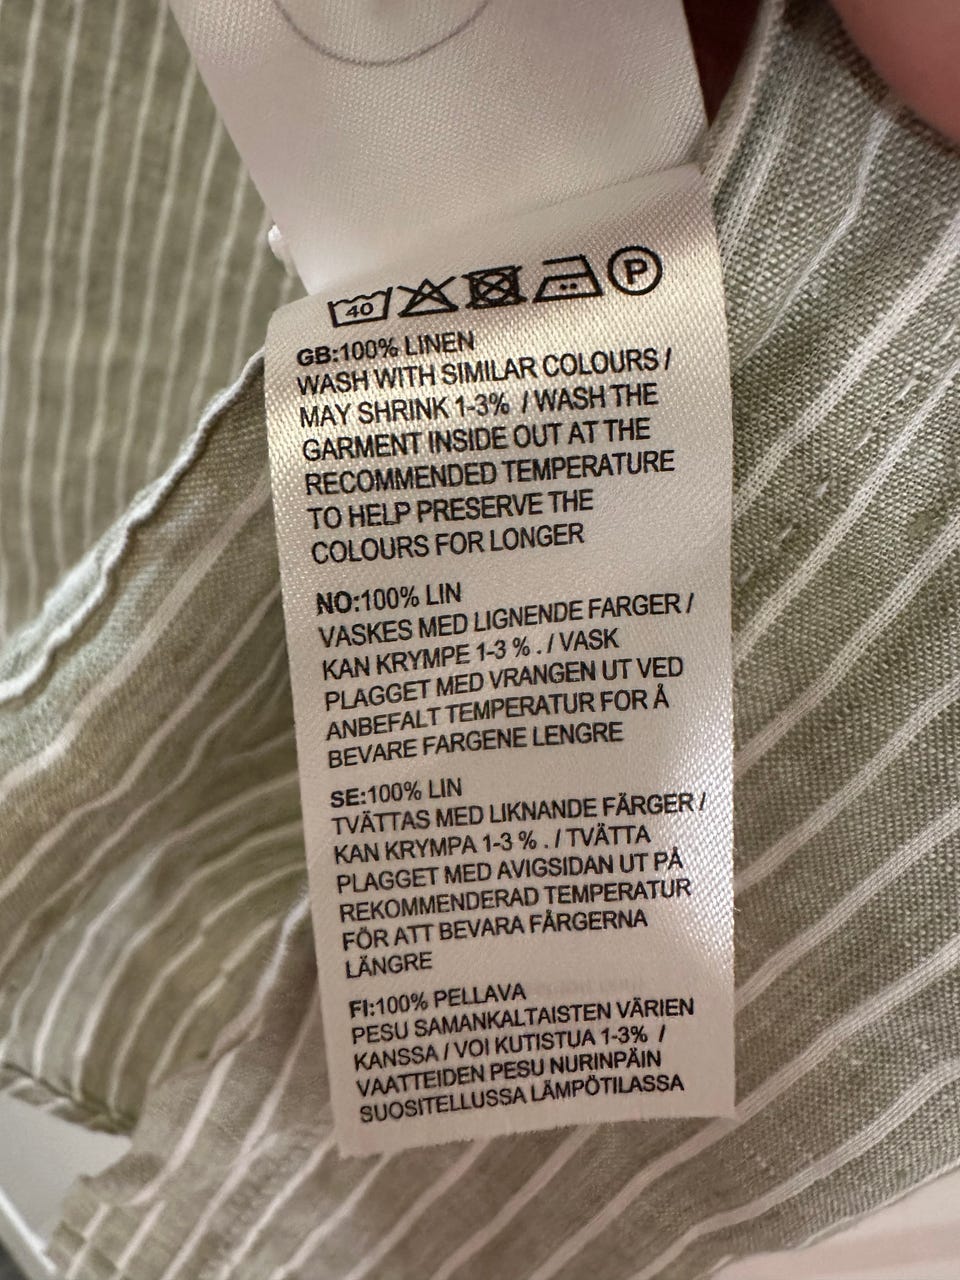 40 P
GB:100% LINEN
WASH WITH SIMILAR COLOURS /
MAY SHRINK 1-3% / WASH THE
GARMENT INSIDE OUT AT THE
RECOMMENDED TEMPERATURE
TO HELP PRESERVE THE
COLOURS FOR LONGER
NO:100% LIN
VASKES MED LIGNENDE FARGER /
KAN KRYMPE 1-3 % . / VASK
PLAGGET MED VRANGEN UT VED
ANBEFALT TEMPERATUR FOR Å
BEVARE FARGENE LENGRE
SE:100% LIN
TVÄTTAS MED LIKNANDE FÄRGER /
KAN KRYMPA 1-3 % . / TVÄTTA
PLAGGET MED AVIGSIDAN UT PÅ
REKOMMENDERAD TEMPERATUR
FÖR ATT BEVARA FÄRGERNA
LÄNGRE
FI:100% PELLAVA
PESU SAMANKALTAISTEN VÄRIEN
KANSSA / VOI KUTISTUA 1-3% /
VAATTEIDEN PESU NURINPÄIN
SUOSITELLUSSA LÄMPÖTILASSA